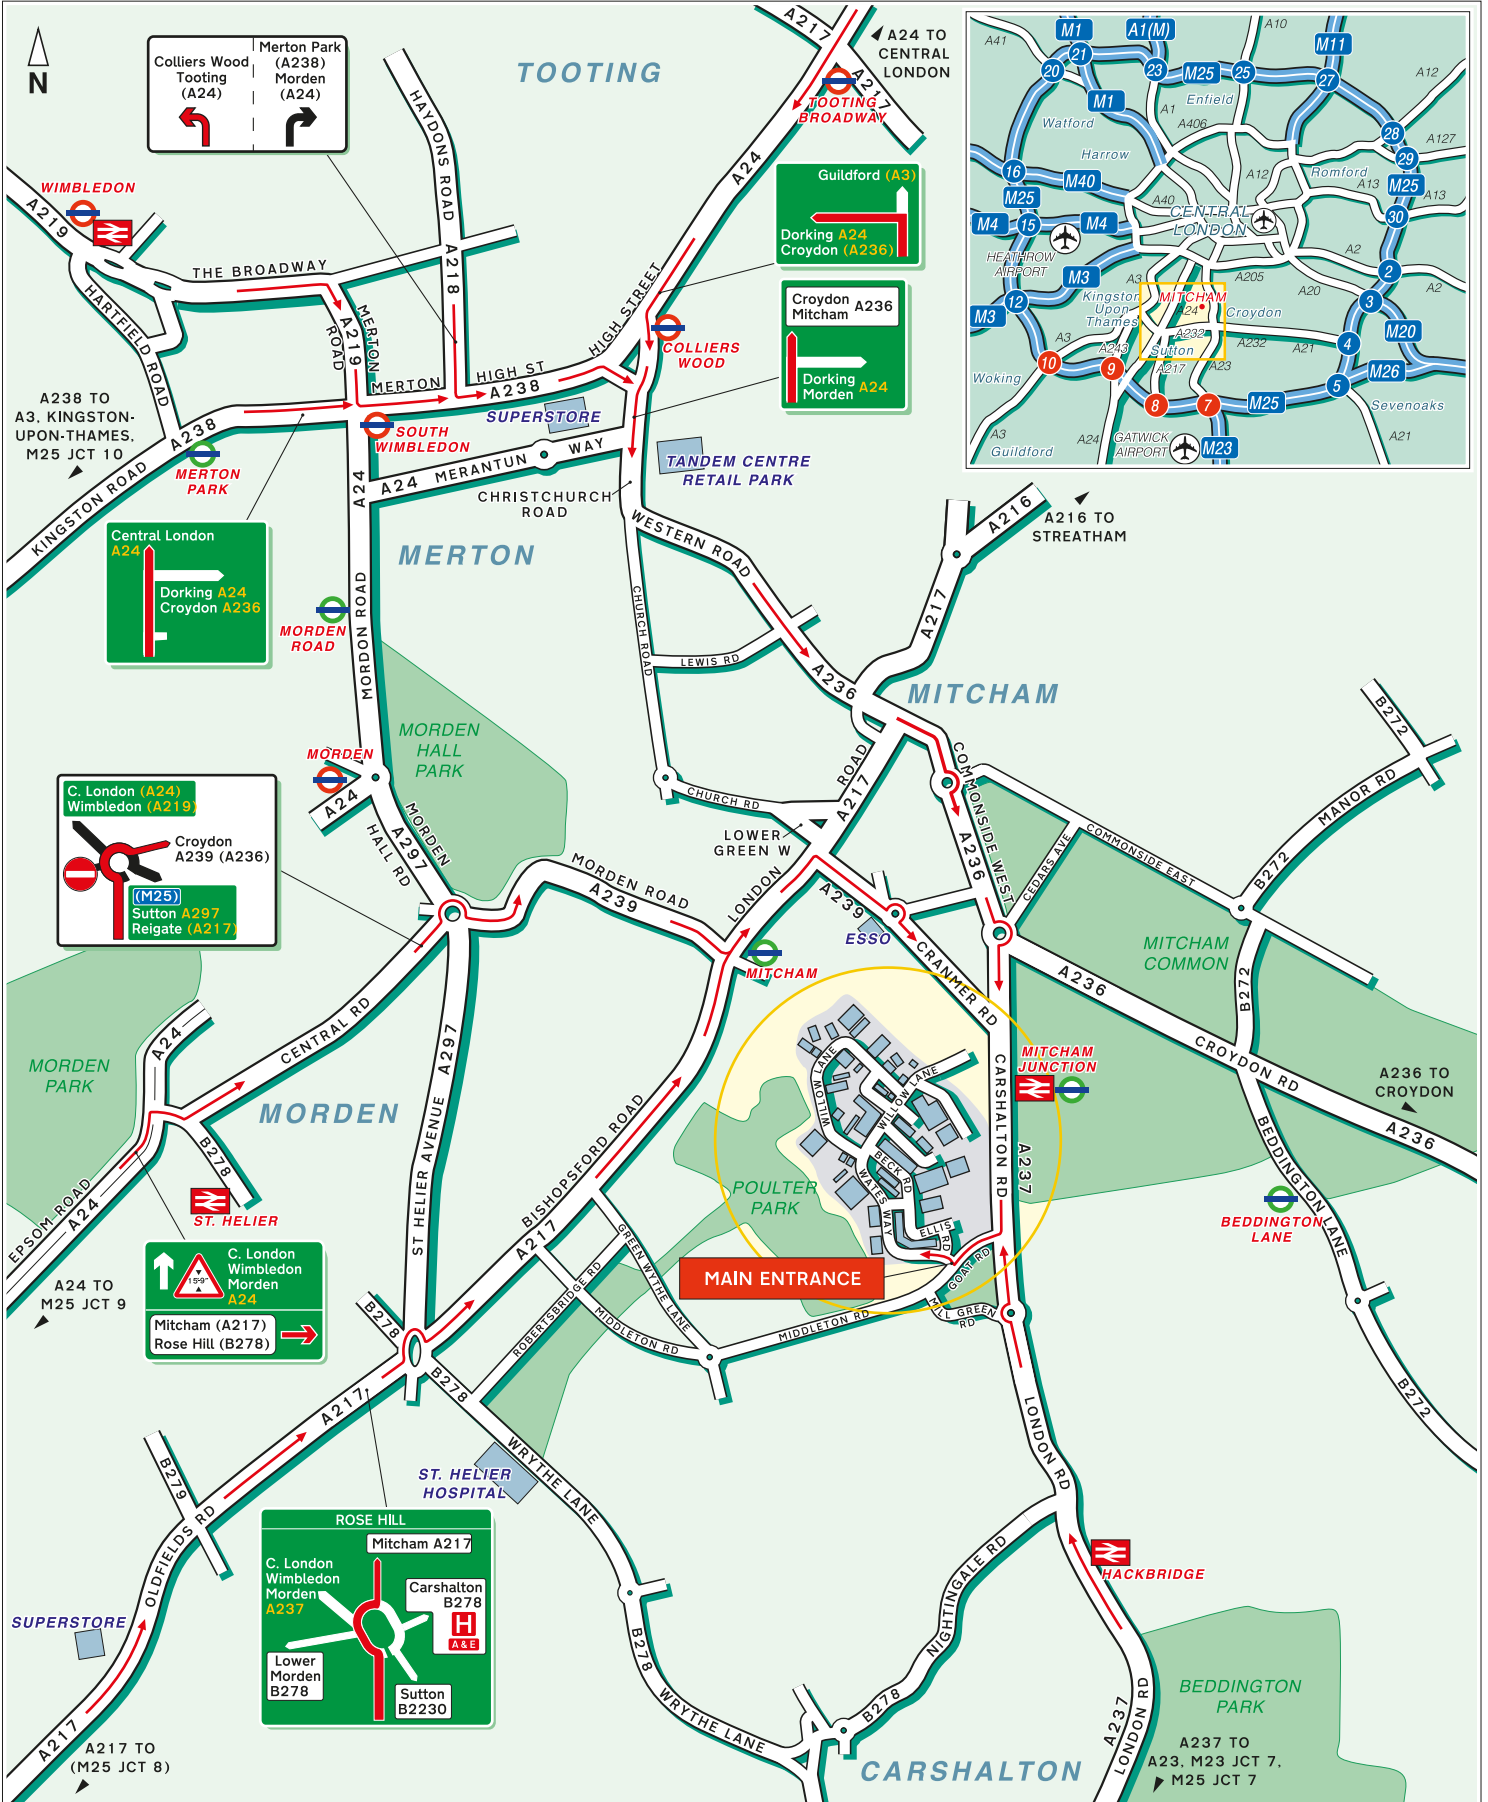 N
Colliers Wood
Tooting
(A24)
Merton Park
(A238)
Morden
(A24)
TOOTING
A217
A24 TO
CENTRAL
LONDON
A217
TOOTING
BROADWAY
HAYDONS ROAD
A218
A24
WIMBLEDON
A219
THE BROADWAY
HARTFIELD ROAD
MERTON
ROAD
A219
Guildford (A3)
Dorking A24
Croydon (A236)
Croydon
Mitcham
A236
Dorking
Morden A24
HIGH STREET
COLLIERS
WOOD
MERTON
HIGH ST
A238
SUPERSTORE
A238 TO
A3, KINGSTON-
UPON-THAMES,
M25 JCT 10
A238
KINGSTON ROAD
MERTON
PARK
SOUTH
WIMBLEDON
A24
A24 MERANTUN WAY
CHRISTCHURCH
ROAD
TANDEM CENTRE
RETAIL PARK
Central London
A24
Dorking A24
Croydon A236
MERTON
WESTERN ROAD
A216
A216 TO
STREATHAM
MORDEN
ROAD
MORDON ROAD
CHURCH ROAD
LEWIS RD
A217
A236
MITCHAM
MORDEN
HALL
PARK
MORDEN
A24
MORDEN
HALL RD
A297
CHURCH RD
LOWER
GREEN W
LONDON
ROAD
A217
COMMONSIDE WEST
A236
CEDARS AVE
COMMONSIDE EAST
B272
MANOR RD
B272
C. London (A24)
Wimbledon (A219)
Croydon
A239 (A236)
(M25)
Sutton A297
Reigate (A217)
MORDEN ROAD
A239
A239
ESSO
CRANMER RD
MITCHAM
MITCHAM
COMMON
A236
B272
CROYDON RD
A236 TO
CROYDON
A236
MORDEN
PARK
A24
CENTRAL RD
A297
ST HELIER AVENUE
MORDEN
B278
ST. HELIER
EPSOM ROAD
A24
A24 TO
M25 JCT 9
C. London
Wimbledon
Morden
A24
15'-9"
Mitcham (A217)
Rose Hill (B278)
BISHOPSFORD ROAD
A217
WILLOW LANE
WILLOW LANE
BECK RD
WATES
WAY
ELLIS
RD
GOAT RD
CARSHALTON RD
A237
MITCHAM
JUNCTION
POULTER
PARK
MAIN ENTRANCE
BEDDINGTON
LANE
BEDDINGTON LANE
GREEN WYTHE LANE
ROBERTSBRIDGE RD
MIDDLETON RD
MIDDLETON RD
MILL GREEN
RD
B278
B278
A217
WRYTHE LANE
ST. HELIER
HOSPITAL
B272
LONDON RD
B279
OLDFIELDS RD
ROSE HILL
Mitcham A217
C. London
Wimbledon
Morden
A237
Carshalton
B278
H
A & E
Lower
Morden
B278
Sutton
B2230
SUPERSTORE
A217
A217 TO
(M25 JCT 8)
B278
WRYTHE LANE
NIGHTINGALE RD
B278
HACKBRIDGE
CARSHALTON
A237
LONDON RD
BEDDINGTON
PARK
A237 TO
A23, M23 JCT 7,
M25 JCT 7
M1
A1(M)
A10
A41
M11
A12
20
21
23
M25
25
27
M1
A1
Enfield
Watford
A406
28
A127
29
Harrow
16
M40
A12
Romford
M25
A13
A13
M25
A40
CENTRAL
LONDON
30
M4
15
M4
HEATHROW
AIRPORT
A2
2
A2
M3
A3
A205
A20
12
M3
Kingston
Upon
Thames
MITCHAM
A24
Croydon
3
M20
A232
A232
A3
A243
Sutton
A21
4
10
9
A217
A23
M26
Woking
8
7
M25
5
Sevenoaks
A3
Guildford
A24
GATWICK
AIRPORT
M23
A21